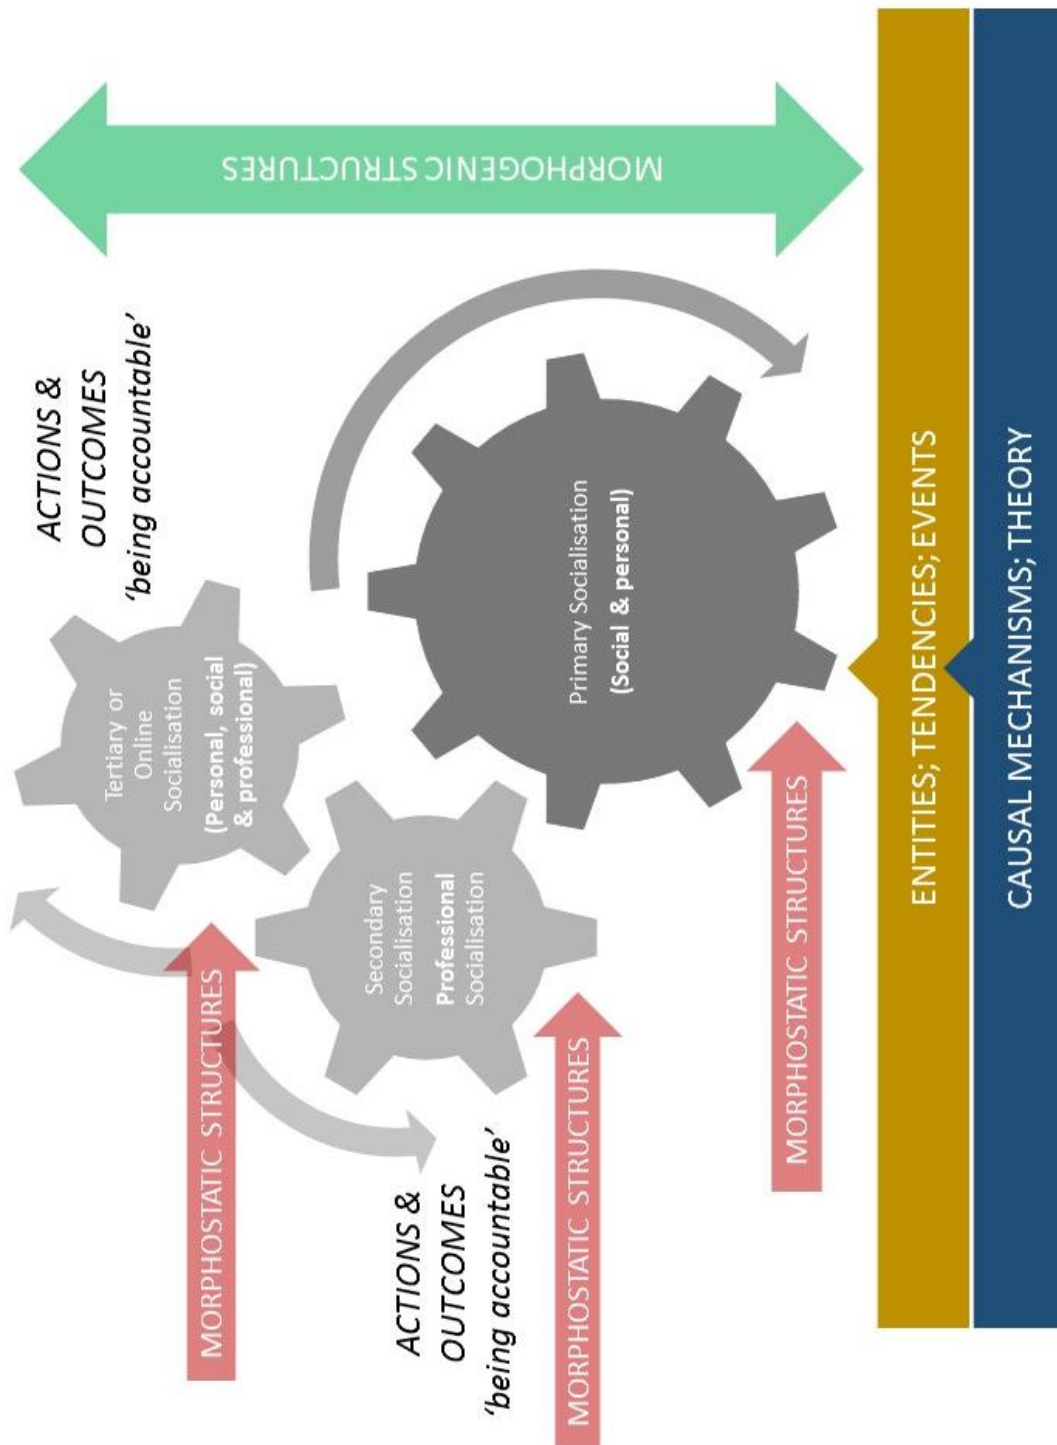 MORPHOSTATIC STRUCTURES
Tertiary or
Online
Socialisation
(Personal, social
& professional)
ACTIONS &
OUTCOMES
‘being accountable’
MORPHOGENIC STRUCTURES
Secondary
Socialisation
Professional
Socialisation
ACTIONS &
OUTCOMES
‘being accountable’
MORPHOSTATIC STRUCTURES
Primary Socialisation
(Social & personal)
MORPHOSTATIC STRUCTURES
ENTITIES; TENDENCIES; EVENTS
CAUSAL MECHANISMS; THEORY